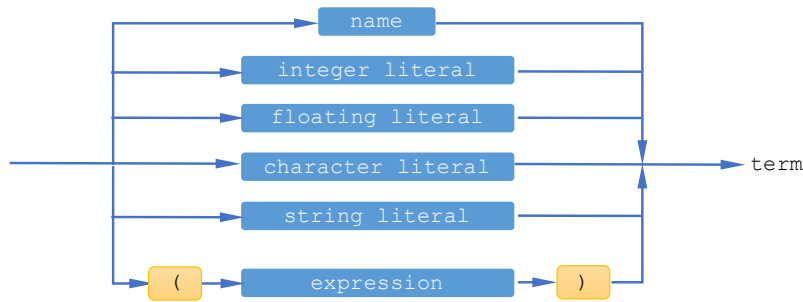 name
integer literal
floating literal
character literal
term
string literal
( expression )